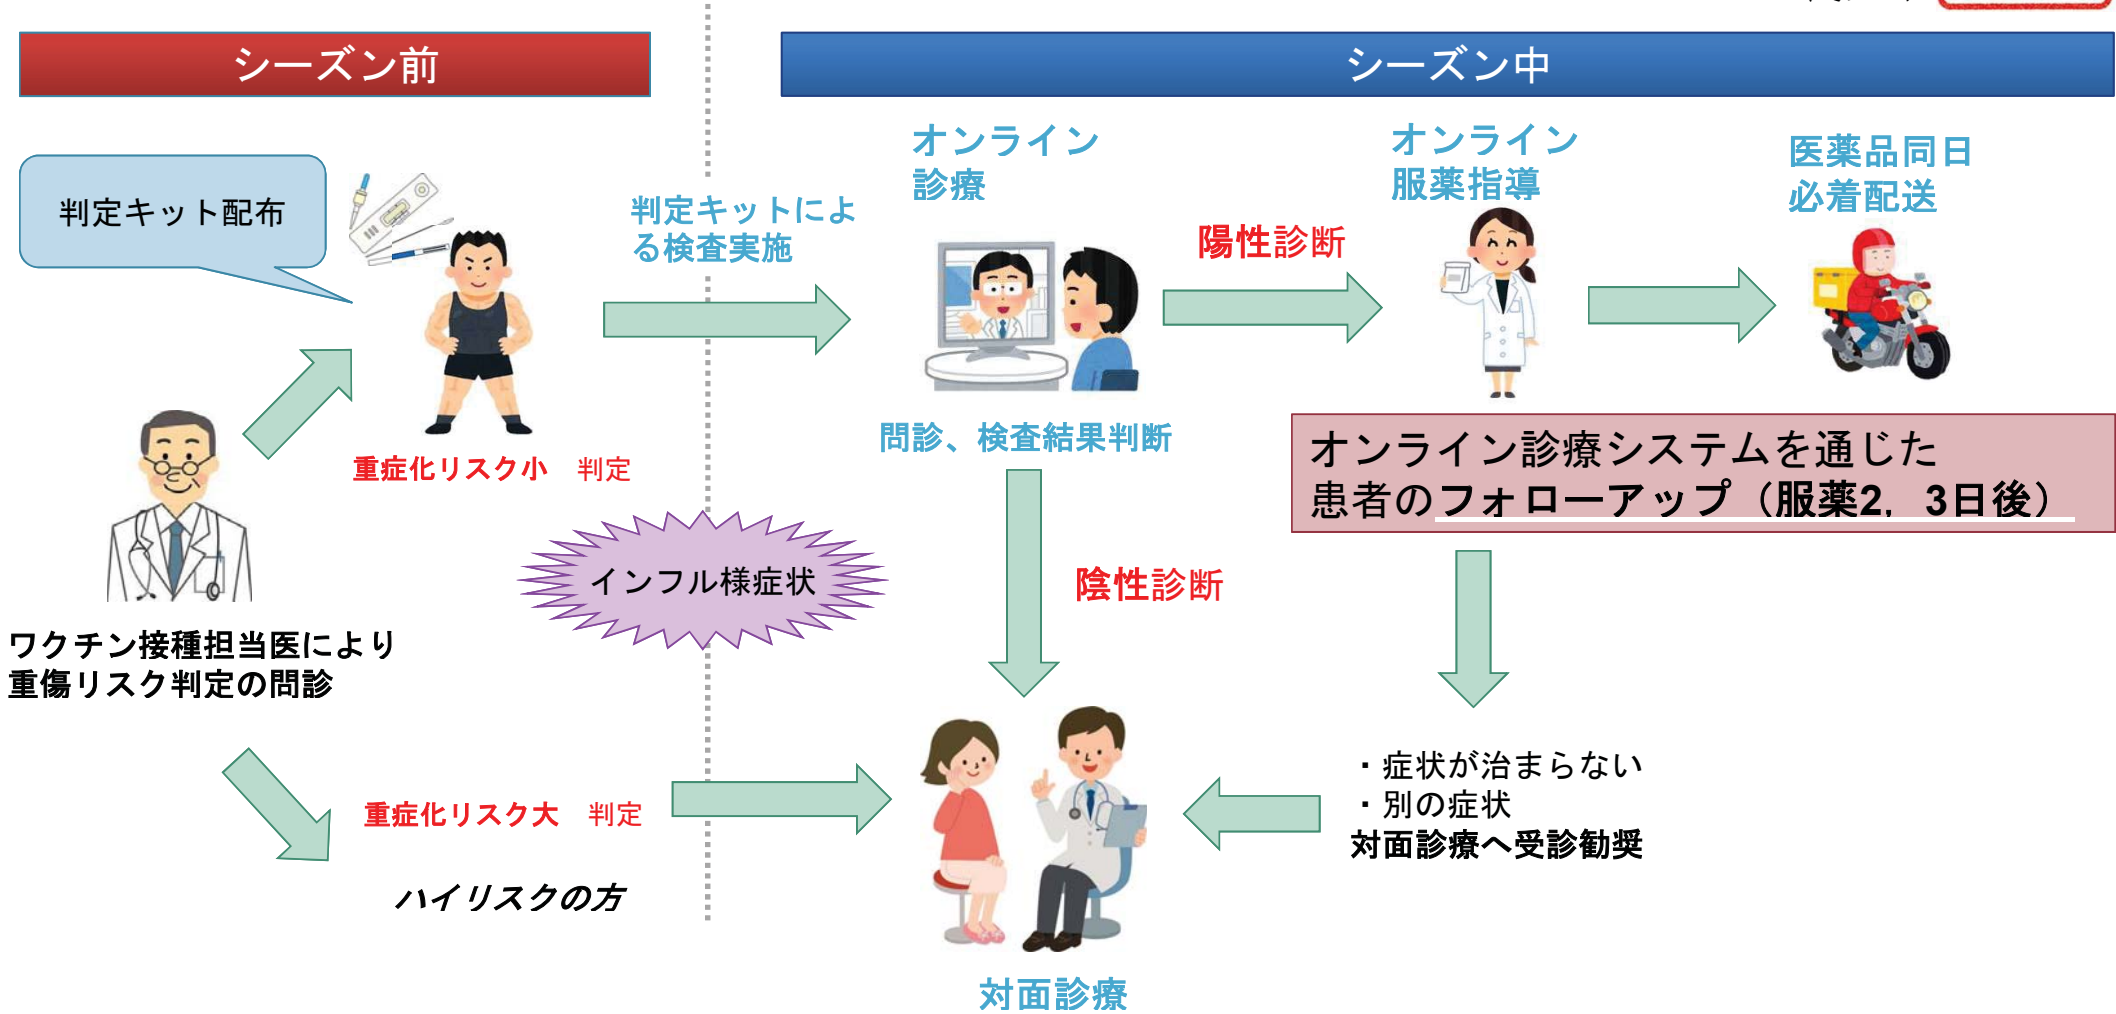 シーズン前
シーズン中
判定キット配布
判定キットによ
る検査実施
オンライン
診療
陽性診断
オンライン
服薬指導
医薬品同日
必着配送
重症化リスク小 判定
問診、検査結果判断
オンライン診療システムを通じた
患者のフォローアップ（服薬2，3日後）
インフル様症状
陰性診断
ワクチン接種担当医により
重傷リスク判定の問診
重症化リスク大 判定
ハイリスクの方
・症状が治まらない
・別の症状
対面診療へ受診勧奨
対面診療